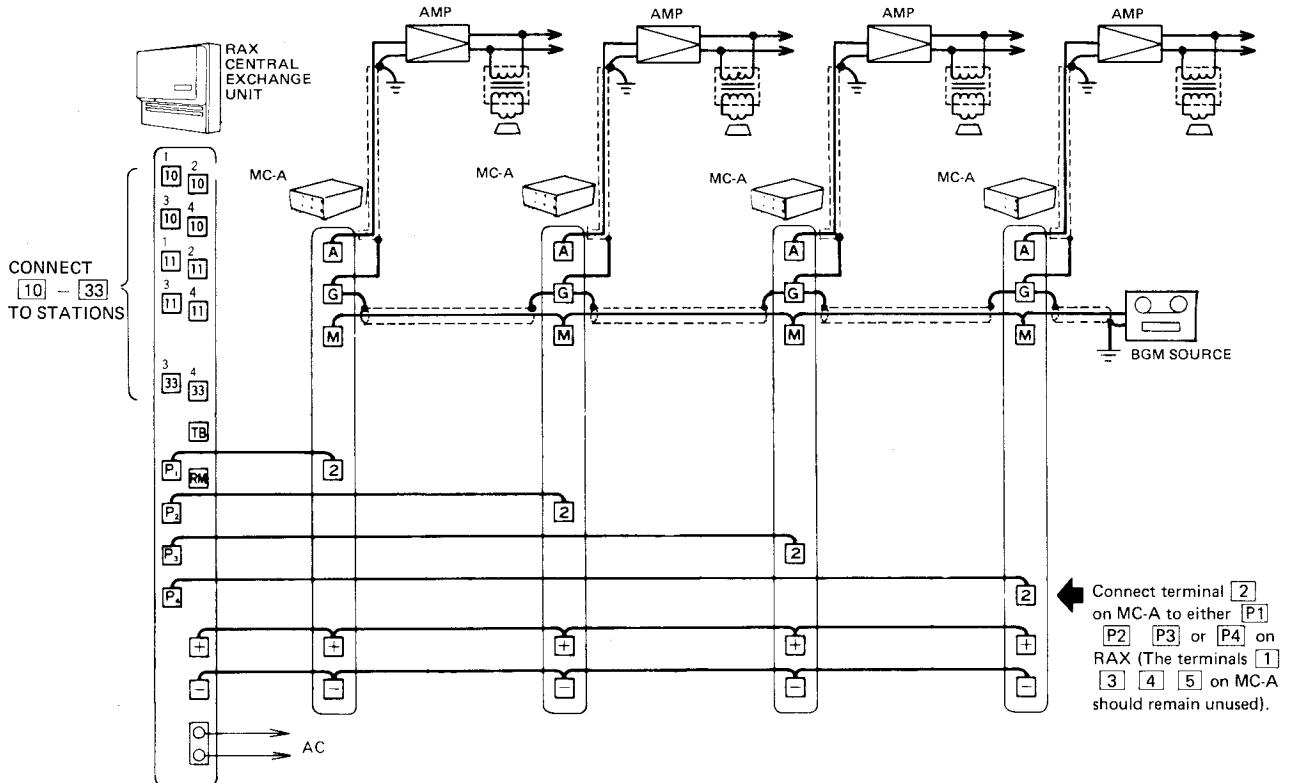 AMP
AMP
AMP
AMP
RAX
CENTRAL
EXCHANGE
UNIT
MC-A
MC-A
MC-A
MC-A
1 2
10 10
3 4
10 10
1 2
11 11
3 4
11 11
3 4
33 33
CONNECT
10 – 33
TO STATIONS
A A A A
G G G G
M M M M
BGM SOURCE
TB
P1 RM 2
P2 2
P3 2
P4 2
+ + + + +
– – – – –
AC
Connect terminal 2
on MC-A to either P1
P2 P3 or P4 on
RAX (The terminals 1
3 4 5 on MC-A
should remain unused).